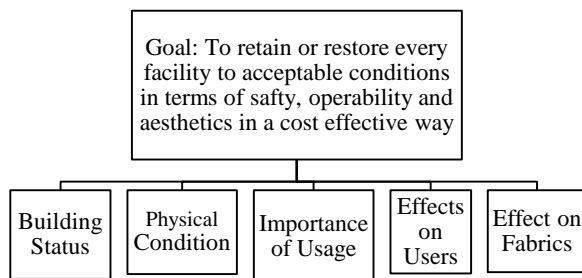 Goal: To retain or restore every
facility to acceptable conditions
in terms of safty, operability and
aesthetics in a cost effective way
Building
Status
Physical
Condition
Importance
of Usage
Effects
on
Users
Effect on
Fabrics